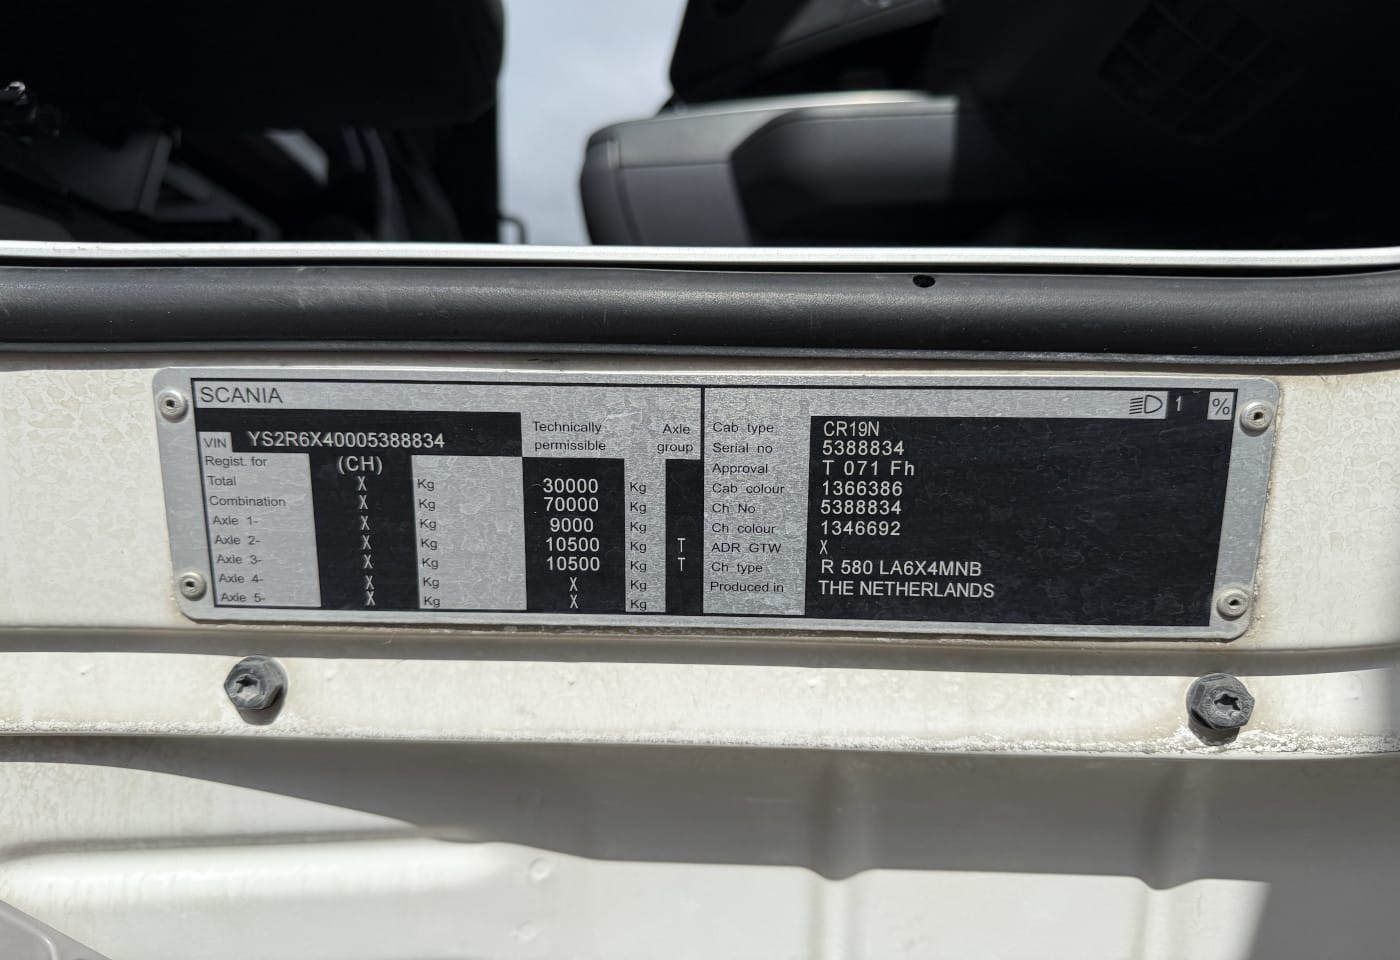 SCANIA
VIN YS2R6X40005388834
Technically permissible
Axle group
Regist. for (CH)
Total X Kg 30000 Kg
Combination X Kg 70000 Kg
Axle 1- X Kg 9000 Kg
Axle 2- X Kg 10500 Kg T
Axle 3- X Kg 10500 Kg T
Axle 4- X Kg X Kg
Axle 5- X Kg X Kg
1 %
Cab type CR19N
Serial no 5388834
Approval T 071 Fh
Cab colour 1366386
Ch No 5388834
Ch colour 1346692
ADR GTW X
Ch type R 580 LA6X4MNB
Produced in THE NETHERLANDS